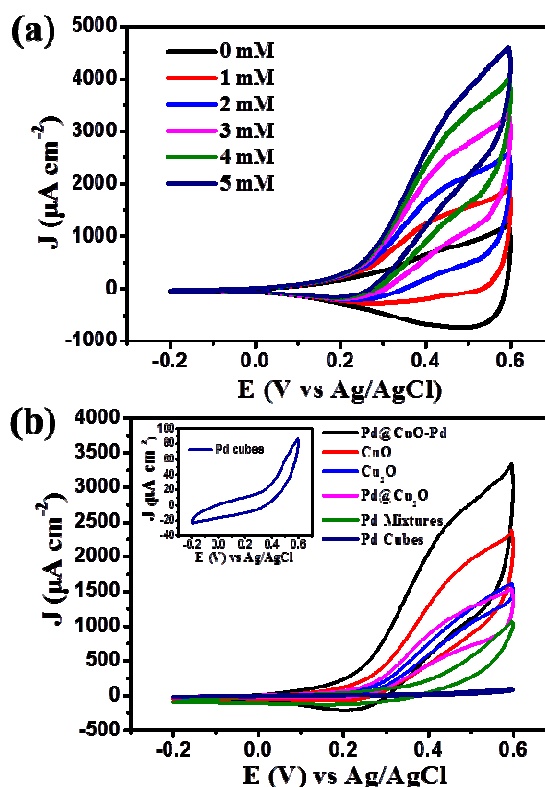 (a)
5000
4000
3000
2000
1000
0
-1000
J (μA cm⁻²)
0 mM
1 mM
2 mM
3 mM
4 mM
5 mM
-0.2 0.0 0.2 0.4 0.6
E (V vs Ag/AgCl)
(b)
4000
3500
3000
2500
2000
1500
1000
500
0
-500
J (μA cm⁻²)
100
80
60
40
20
0
-20
-40
J (μA cm⁻²)
Pd cubes
-0.2 0.0 0.2 0.4 0.6
E (V) vs Ag/AgCl
Pd@CuO-Pd
CuO
Cu₂O
Pd@Cu₂O
Pd Mixtures
Pd Cubes
-0.2 0.0 0.2 0.4 0.6
E (V) vs Ag/AgCl